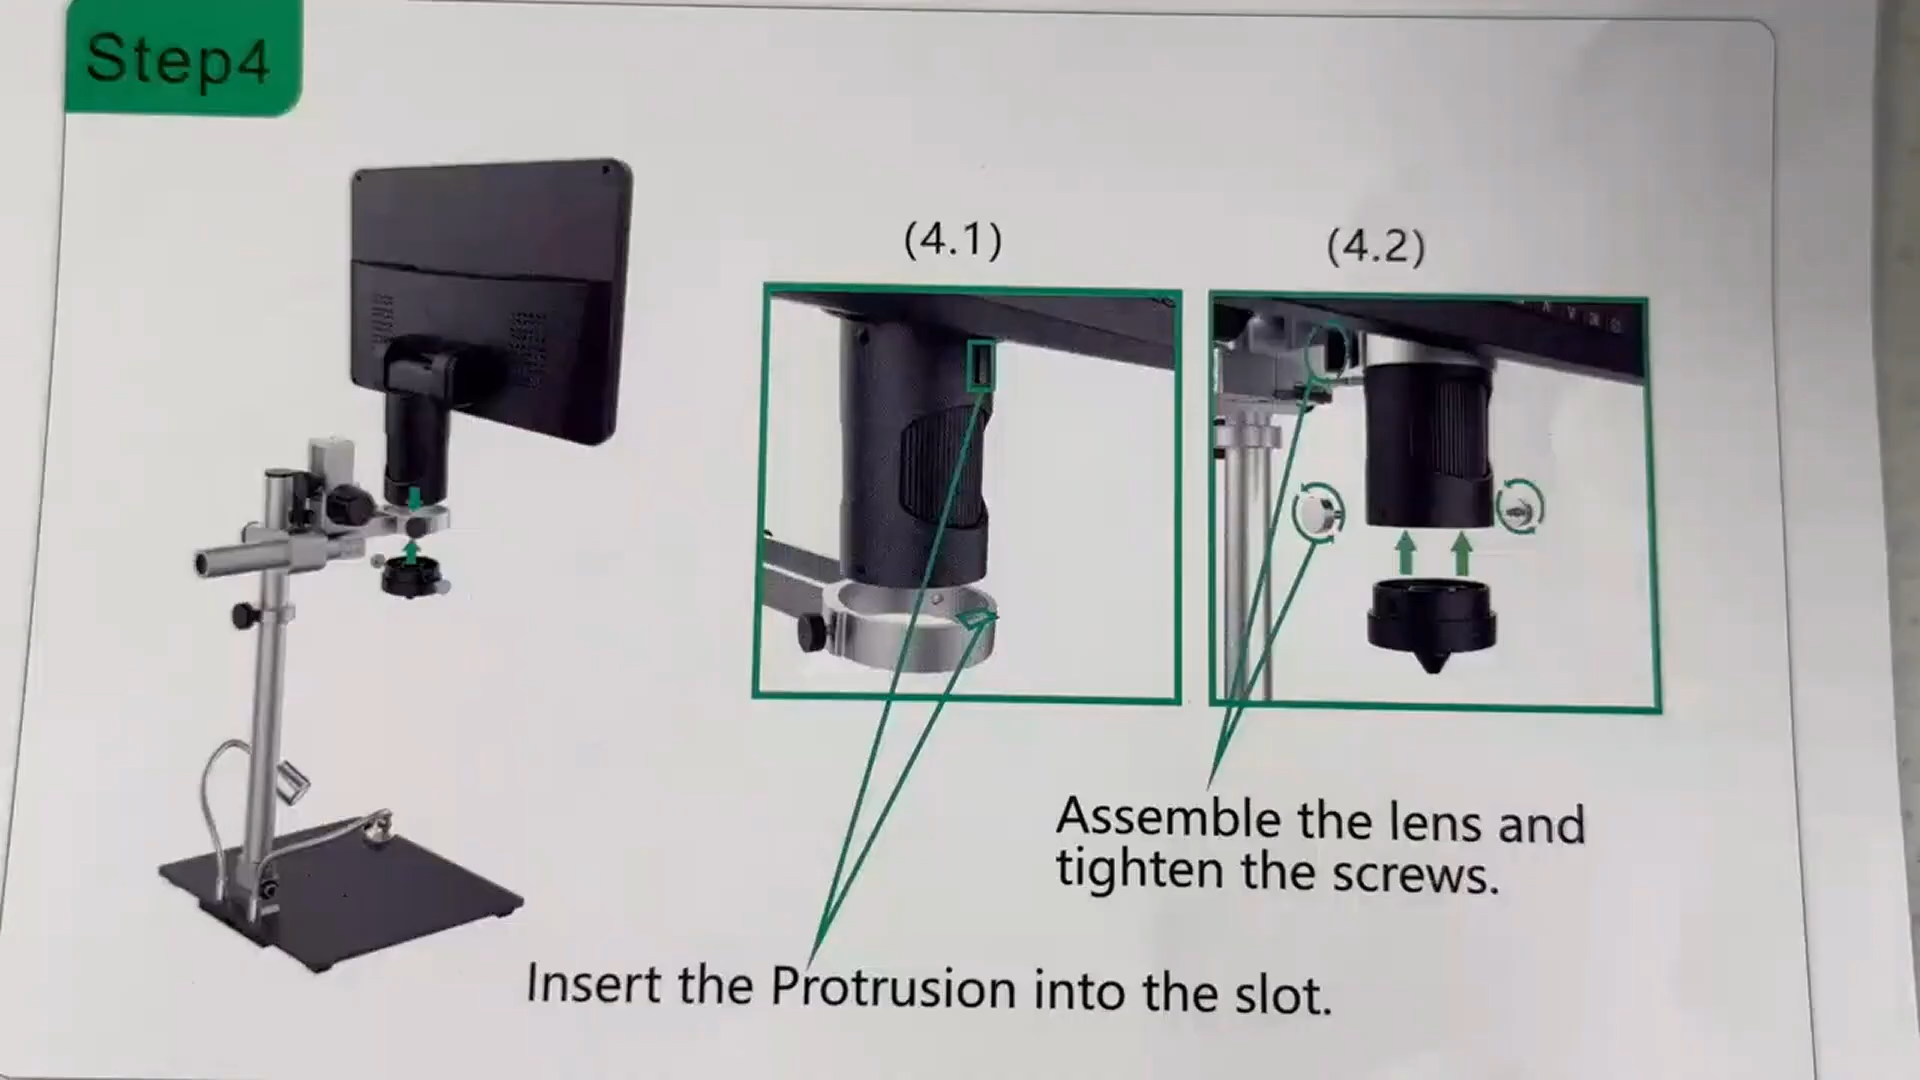 Step4
(4.1)
(4.2)
Assemble the lens and
tighten the screws.
Insert the Protrusion into the slot.